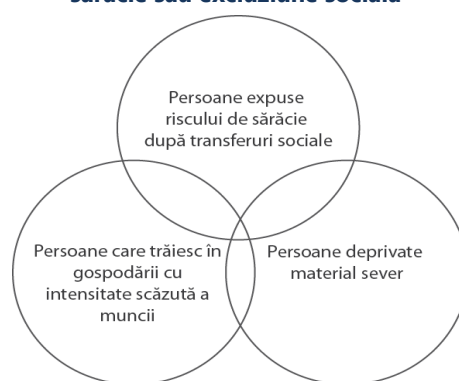 sărăcie sau excluziune socială
Persoane expuse
riscului de sărăcie
după transferuri sociale
Persoane care trăiesc în
gospodării cu
intensitate scăzută a
muncii
Persoane deprivate
material sever